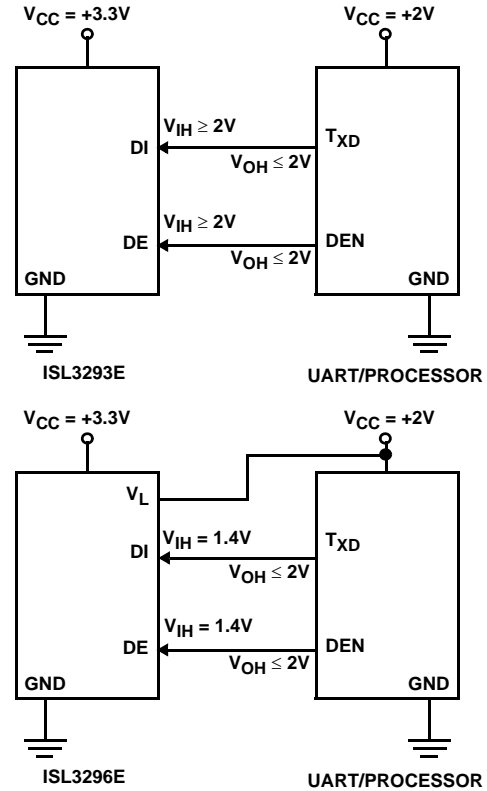 VCC = +3.3V VCC = +2V
VIH ≥ 2V
DI TXD
VOH ≤ 2V
VIH ≥ 2V
DE DEN
VOH ≤ 2V
GND GND
ISL3293E UART/PROCESSOR
VCC = +3.3V VCC = +2V
VL
VIH = 1.4V
DI TXD
VOH ≤ 2V
VIH = 1.4V
DE DEN
VOH ≤ 2V
GND GND
ISL3296E UART/PROCESSOR